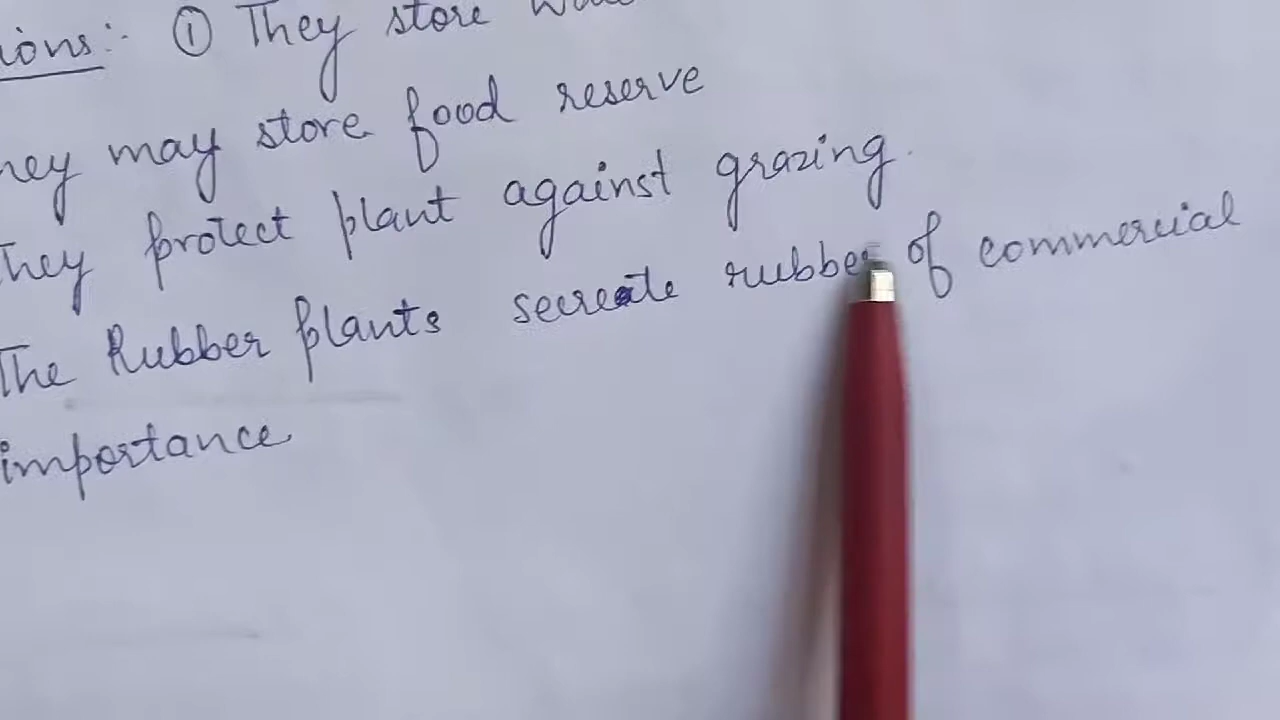 ions:- ① They store
hey may store food reserve
They protect plant against grazing.
The Rubber plants secreate rubber of commercial
importance